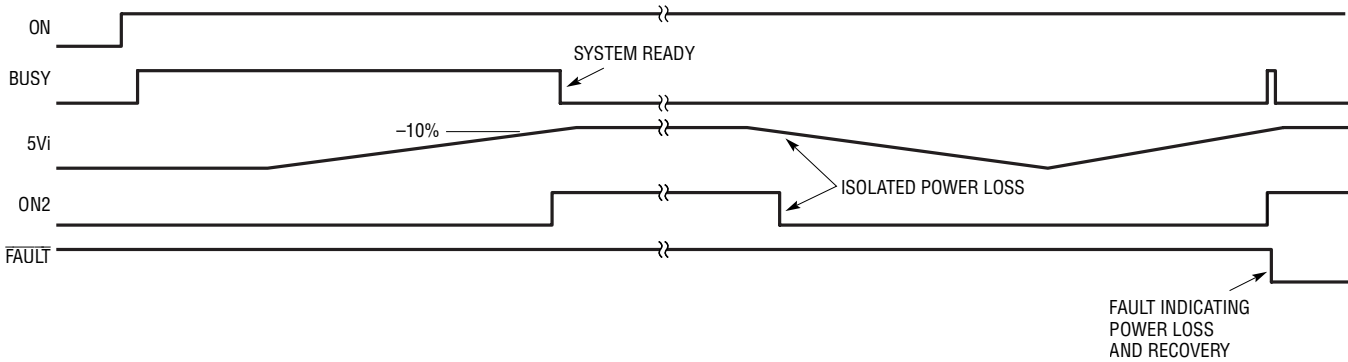 ON
SYSTEM READY
BUSY
–10%
5Vi
ISOLATED POWER LOSS
ON2
FAULT
FAULT INDICATING
POWER LOSS
AND RECOVERY